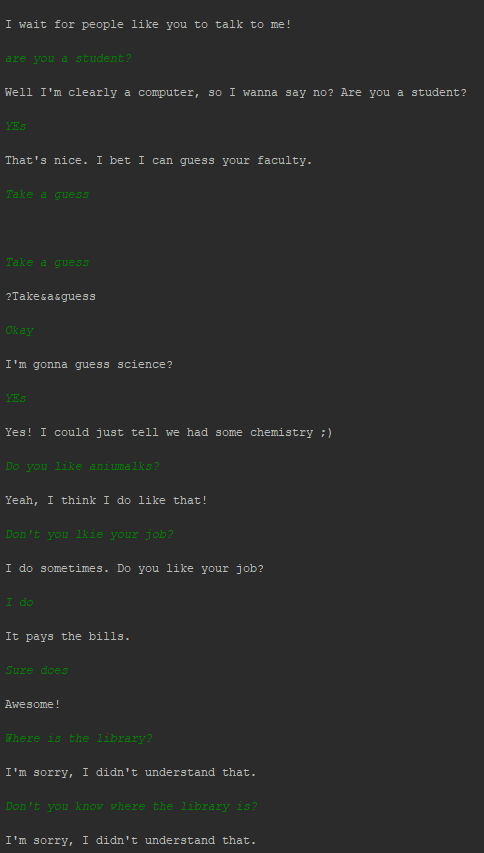 I wait for people like you to talk to me!
are you a student?
Well I'm clearly a computer, so I wanna say no? Are you a student?
YEs
That's nice. I bet I can guess your faculty.
Take a guess
Take a guess
?Take&a&guess
Okay
I'm gonna guess science?
YEs
Yes! I could just tell we had some chemistry ;)
Do you like aniumalks?
Yeah, I think I do like that!
Don't you lkie your job?
I do sometimes. Do you like your job?
I do
It pays the bills.
Sure does
Awesome!
Where is the library?
I'm sorry, I didn't understand that.
Don't you know where the library is?
I'm sorry, I didn't understand that.